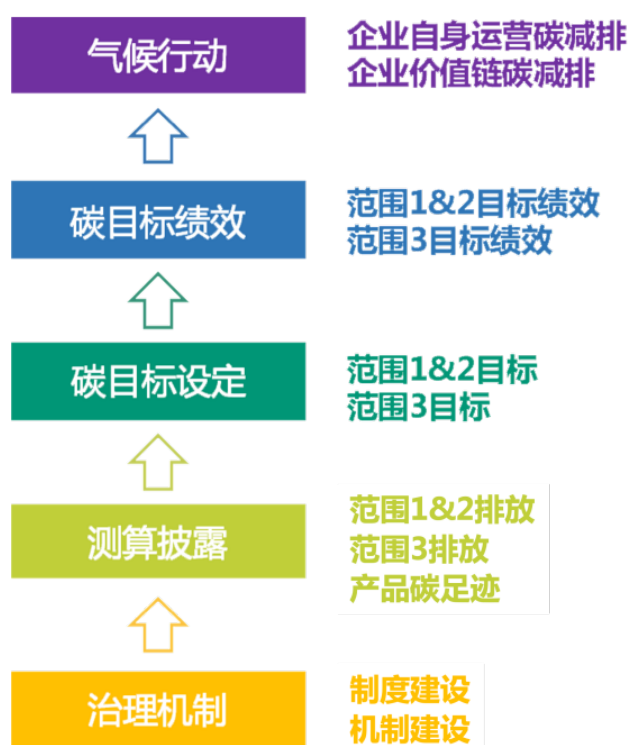 气候行动
企业自身运营碳减排
企业价值链碳减排
碳目标绩效
范围1&2目标绩效
范围3目标绩效
碳目标设定
范围1&2目标
范围3目标
测算披露
范围1&2排放
范围3排放
产品碳足迹
治理机制
制度建设
机制建设